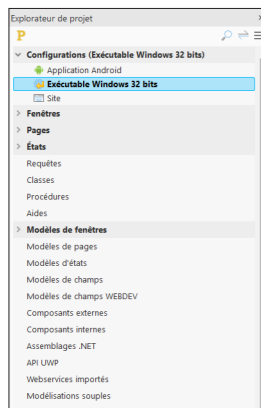 Explorateur de projet
P
Configurations (Exécutable Windows 32 bits)
Application Android
Exécutable Windows 32 bits
Site
Fenêtres
Pages
États
Requêtes
Classes
Procédures
Aides
Modèles de fenêtres
Modèles de pages
Modèles d'états
Modèles de champs
Modèles de champs WEBDEV
Composants externes
Composants internes
Assemblages .NET
API UWP
Webservices importés
Modélisations souples